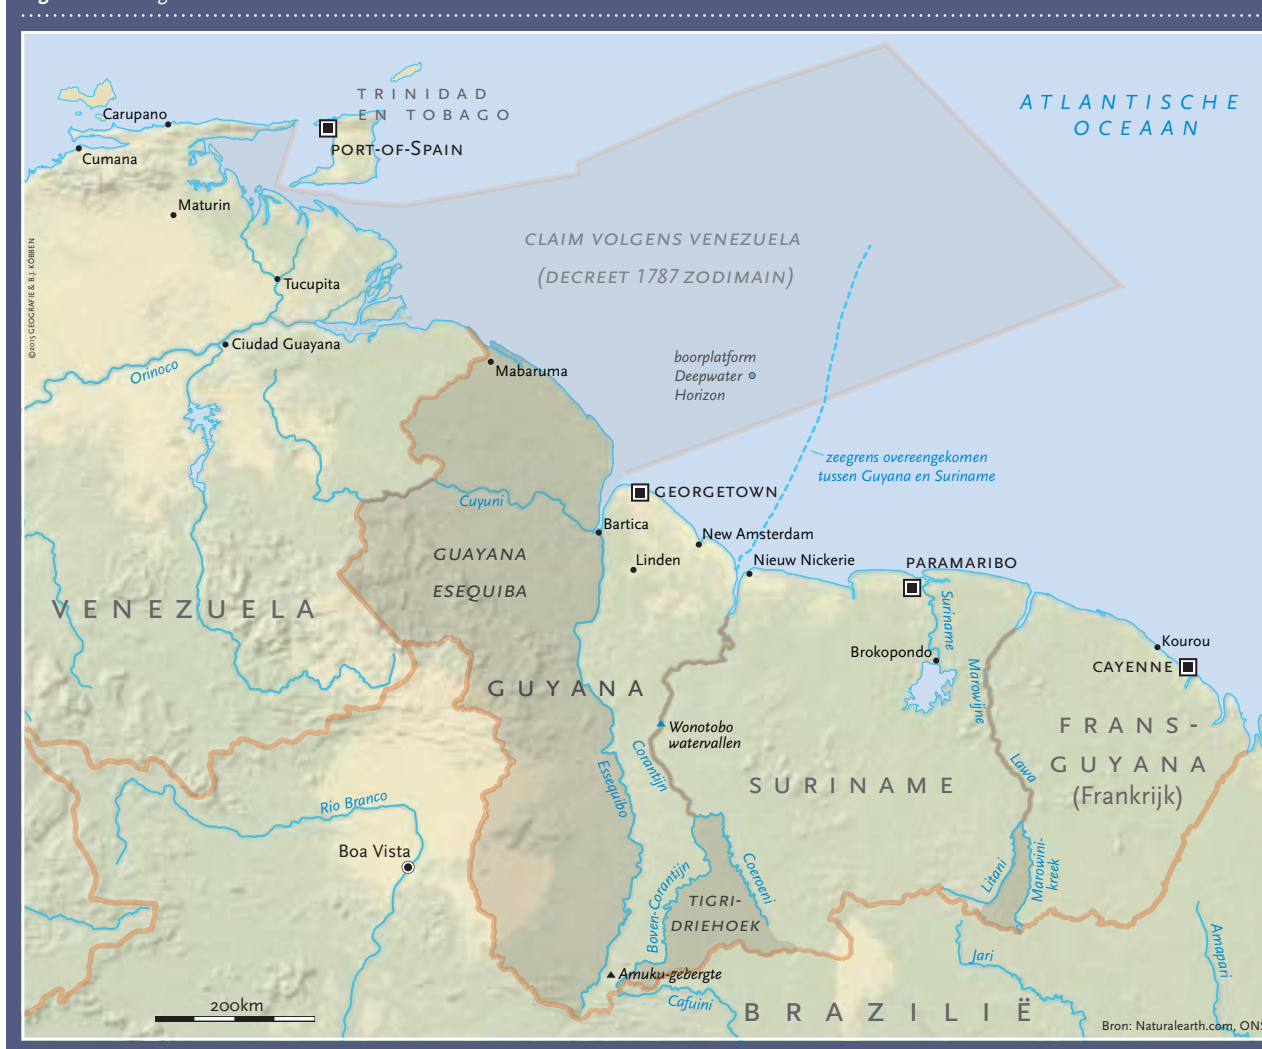 TRINIDAD
EN TOBAGO
ATLANTISCHE
OCEAAN
Carupano
PORT-OF-SPAIN
Cumana
Maturin
CLAIM VOLGENS VENEZUELA
(DECREET 1787 ZODIMAIN)
©2015 GEOGRAFIE & B.J. KÖBBEN
Tucupita
Ciudad Guayana
Orinoco
Mabaruma
boorplatform
Deepwater
Horizon
zeegrens overeengekomen
tussen Guyana en Suriname
Cuyuni
GEORGETOWN
Bartica
New Amsterdam
Linden
Nieuw Nickerie
PARAMARIBO
GUAYANA
ESEQUIBA
VENEZUELA
Suriname
Brokopondo
Marowijne
Kourou
CAYENNE
GUYANA
Wonotobo
watervallen
Corantijn
Essequibo
SURINAME
Lawa
FRANS-
GUYANA
(Frankrijk)
Rio Branco
Boa Vista
Coeroeni
Litani
Marowini-
kreek
Boven-Corantijn
TIGRI-
DRIEHOEK
Amuku-gebergte
Cafuini
Jari
Amapari
BRAZILIË
200km
Bron: Naturalearth.com, ONS